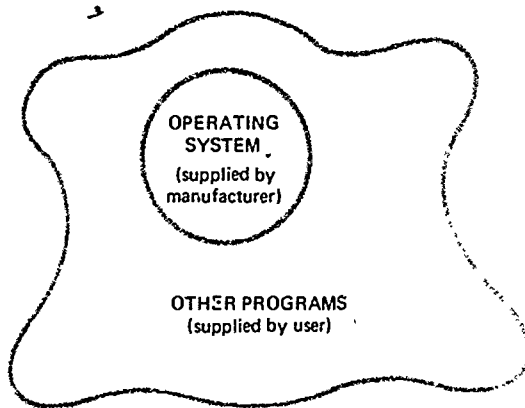 OPERATING
SYSTEM
(supplied by
manufacturer)
OTHER PROGRAMS
(supplied by user)